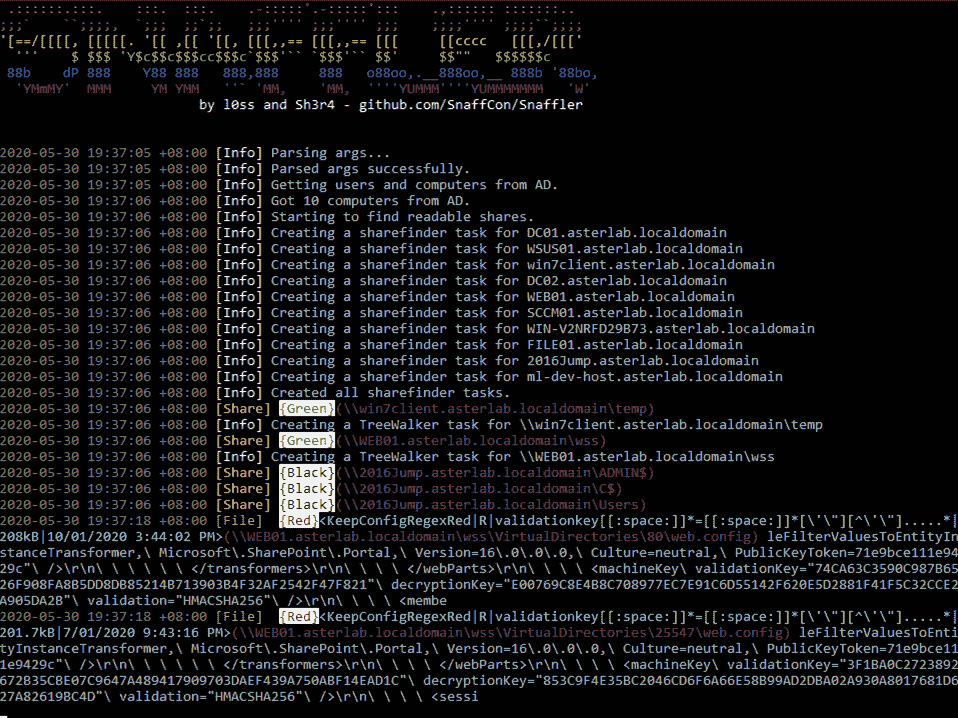 by l0ss and Sh3r4 - github.com/SnaffCon/Snaffler
2020-05-30 19:37:05 +08:00 [Info] Parsing args...
2020-05-30 19:37:05 +08:00 [Info] Parsed args successfully.
2020-05-30 19:37:05 +08:00 [Info] Getting users and computers from AD.
2020-05-30 19:37:06 +08:00 [Info] Got 10 computers from AD.
2020-05-30 19:37:06 +08:00 [Info] Starting to find readable shares.
2020-05-30 19:37:06 +08:00 [Info] Creating a sharefinder task for DC01.asterlab.localdomain
2020-05-30 19:37:06 +08:00 [Info] Creating a sharefinder task for WSUS01.asterlab.localdomain
2020-05-30 19:37:06 +08:00 [Info] Creating a sharefinder task for win7client.asterlab.localdomain
2020-05-30 19:37:06 +08:00 [Info] Creating a sharefinder task for DC02.asterlab.localdomain
2020-05-30 19:37:06 +08:00 [Info] Creating a sharefinder task for WEB01.asterlab.localdomain
2020-05-30 19:37:06 +08:00 [Info] Creating a sharefinder task for SCCM01.asterlab.localdomain
2020-05-30 19:37:06 +08:00 [Info] Creating a sharefinder task for WIN-V2NRFD29B73.asterlab.localdomain
2020-05-30 19:37:06 +08:00 [Info] Creating a sharefinder task for FILE01.asterlab.localdomain
2020-05-30 19:37:06 +08:00 [Info] Creating a sharefinder task for 2016Jump.asterlab.localdomain
2020-05-30 19:37:06 +08:00 [Info] Creating a sharefinder task for ml-dev-host.asterlab.localdomain
2020-05-30 19:37:06 +08:00 [Info] Created all sharefinder tasks.
2020-05-30 19:37:06 +08:00 [Share] {Green}(\\win7client.asterlab.localdomain\temp)
2020-05-30 19:37:06 +08:00 [Info] Creating a TreeWalker task for \\win7client.asterlab.localdomain\temp
2020-05-30 19:37:06 +08:00 [Share] {Green}(\\WEB01.asterlab.localdomain\wss)
2020-05-30 19:37:06 +08:00 [Info] Creating a TreeWalker task for \\WEB01.asterlab.localdomain\wss
2020-05-30 19:37:06 +08:00 [Share] {Black}(\\2016Jump.asterlab.localdomain\ADMIN$)
2020-05-30 19:37:06 +08:00 [Share] {Black}(\\2016Jump.asterlab.localdomain\C$)
2020-05-30 19:37:06 +08:00 [Share] {Black}(\\2016Jump.asterlab.localdomain\Users)
2020-05-30 19:37:18 +08:00 [File] {Red}<KeepConfigRegexRed|R|validationkey[[:space:]]*=[[:space:]]*[\'\"][^\'\"].....*|
208kB|10/01/2020 3:44:02 PM>(\\WEB01.asterlab.localdomain\wss\VirtualDirectories\80\web.config) leFilterValuesToEntityIn
stanceTransformer,\ Microsoft\.SharePoint\.Portal,\ Version=16\.0\.0\.0,\ Culture=neutral,\ PublicKeyToken=71e9bce111e94
29c"\ />\r\n\ \ \ \ \ \ </transformers>\r\n\ \ \ \ </webParts>\r\n\ \ \ \ <machineKey\ validationKey="74CA63C3590C987B65
26F908FA8B5DD8DB85214B713903B4F32AF2542F47F821"\ decryptionKey="E00769C8E4B8C708977EC7E91C6D55142F620E5D2881F41F5C32CCE2
A905DA2B"\ validation="HMACSHA256"\ />\r\n\ \ \ \ <membe
2020-05-30 19:37:18 +08:00 [File] {Red}<KeepConfigRegexRed|R|validationkey[[:space:]]*=[[:space:]]*[\'\"][^\'\"].....*|
201.7kB|7/01/2020 9:43:16 PM>(\\WEB01.asterlab.localdomain\wss\VirtualDirectories\25547\web.config) leFilterValuesToEnti
tyInstanceTransformer,\ Microsoft\.SharePoint\.Portal,\ Version=16\.0\.0\.0,\ Culture=neutral,\ PublicKeyToken=71e9bce11
1e9429c"\ />\r\n\ \ \ \ \ \ </transformers>\r\n\ \ \ \ </webParts>\r\n\ \ \ \ <machineKey\ validationKey="3F1BA0C2723892
672B35CBE07C9647A489417909703DAEF439A750ABF14EAD1C"\ decryptionKey="853C9F4E35BC2046CD6F6A66E58B99AD2DBA02A930A8017681D6
27A82619BC4D"\ validation="HMACSHA256"\ />\r\n\ \ \ \ <sessi